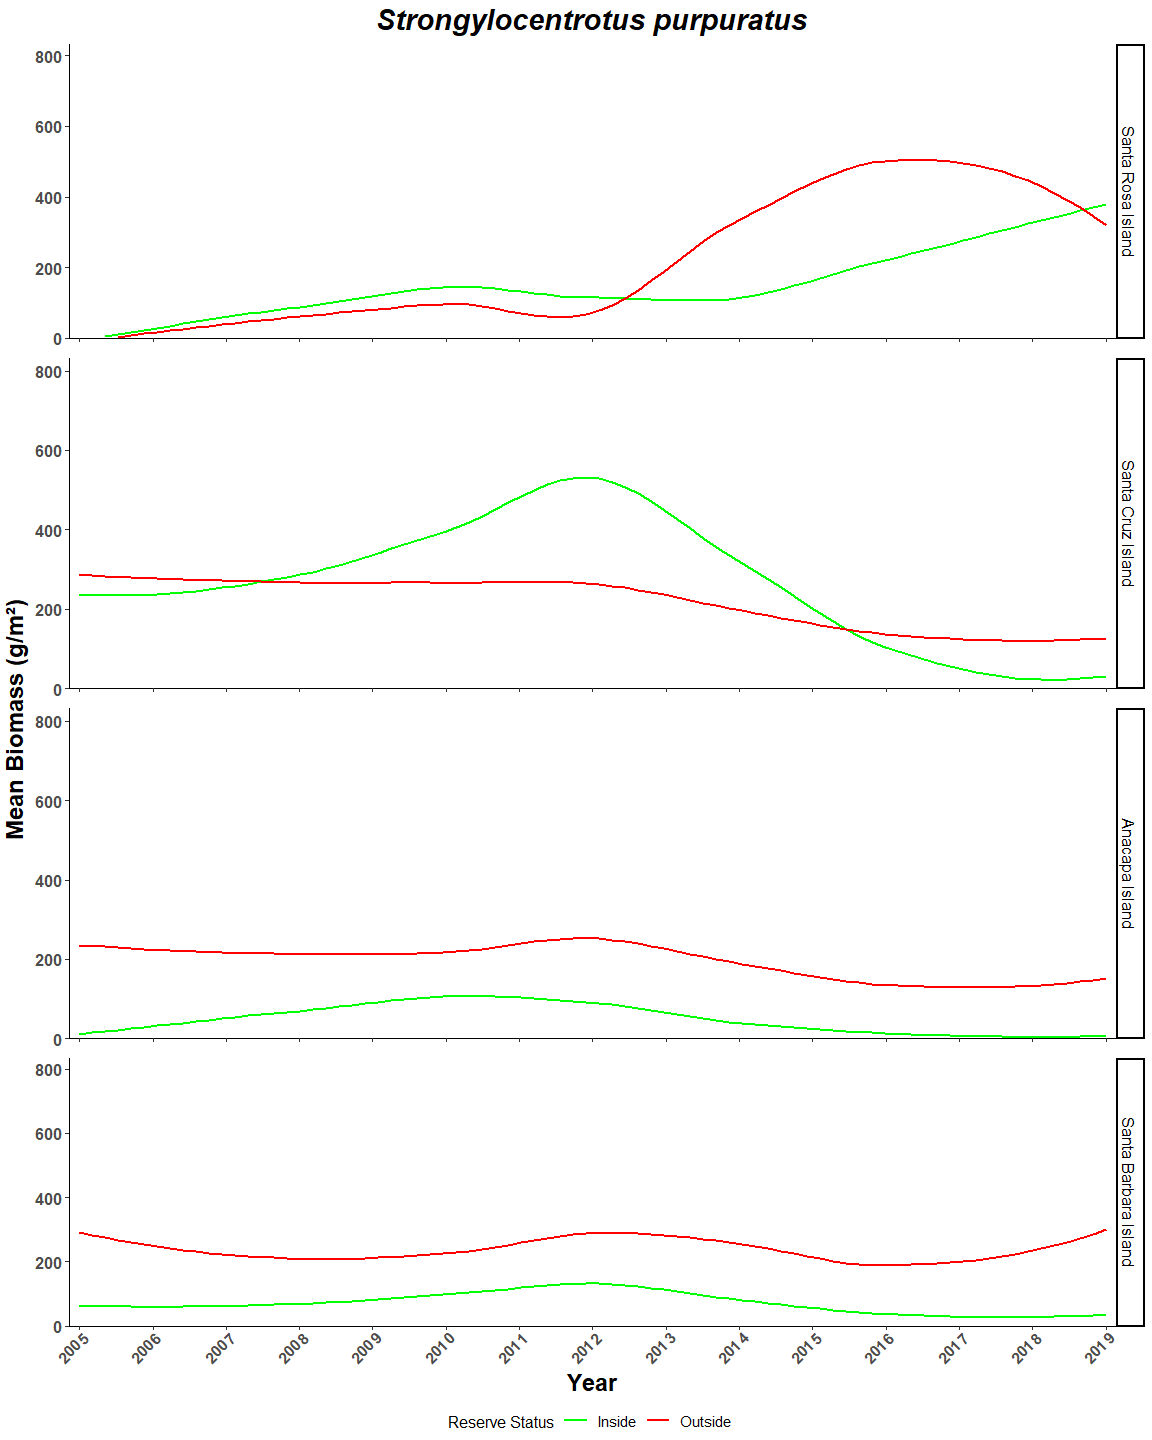 Strongylocentrotus purpuratus
Mean Biomass (g/m²)
800
600
400
200
0
Santa Rosa Island
800
600
400
200
0
Santa Cruz Island
800
600
400
200
0
Anacapa Island
800
600
400
200
0
Santa Barbara Island
2005 2006 2007 2008 2009 2010 2011 2012 2013 2014 2015 2016 2017 2018 2019
Year
Reserve Status Inside Outside